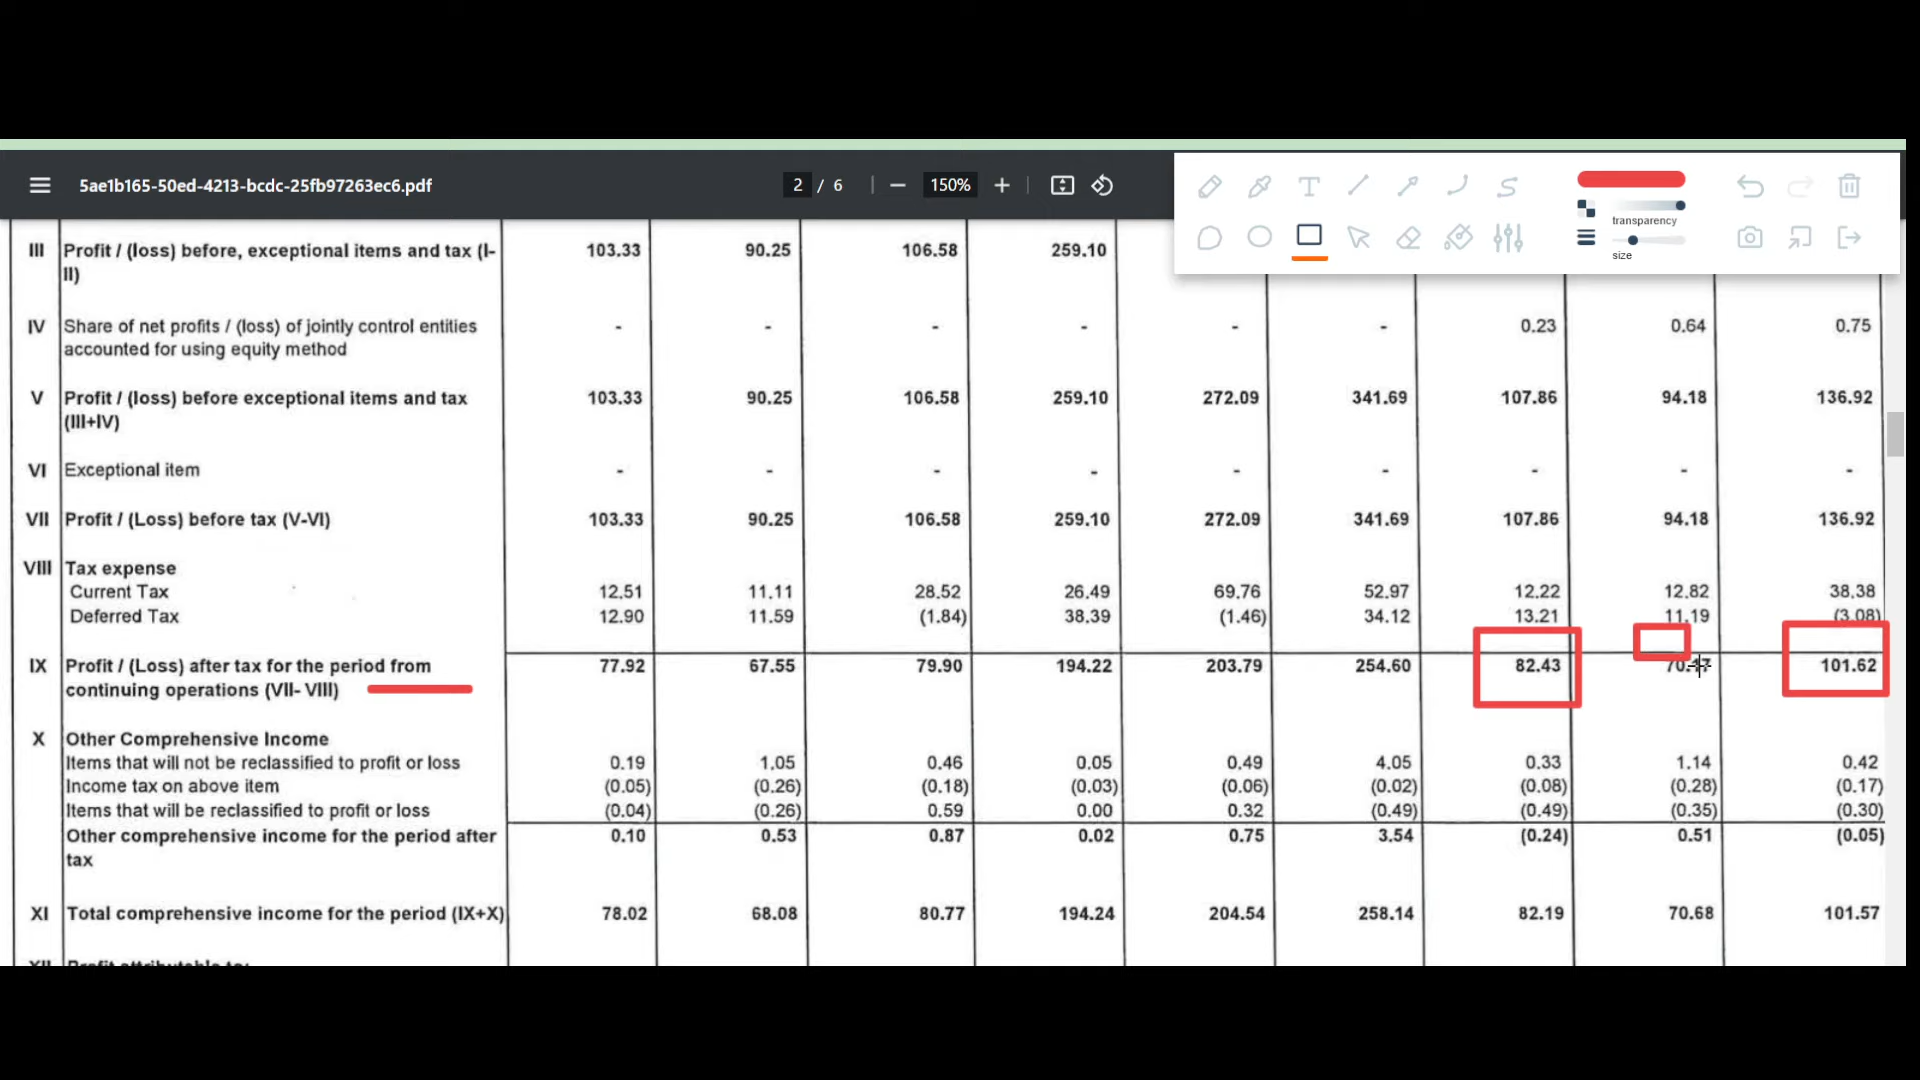 5ae1b165-50ed-4213-bcdc-25fb97263ec6.pdf 2 / 6 150%
transparency
size
III Profit / (loss) before, exceptional items and tax (I- 103.33 90.25 106.58 259.10
II)
IV Share of net profits / (loss) of jointly control entities - - - - - - 0.23 0.64 0.75
accounted for using equity method
V Profit / (loss) before exceptional items and tax 103.33 90.25 106.58 259.10 272.09 341.69 107.86 94.18 136.92
(III+IV)
VI Exceptional item - - - - - - - - -
VII Profit / (Loss) before tax (V-VI) 103.33 90.25 106.58 259.10 272.09 341.69 107.86 94.18 136.92
VIII Tax expense
Current Tax 12.51 11.11 28.52 26.49 69.76 52.97 12.22 12.82 38.38
Deferred Tax 12.90 11.59 (1.84) 38.39 (1.46) 34.12 13.21 11.19 (3.08)
IX Profit / (Loss) after tax for the period from 77.92 67.55 79.90 194.22 203.79 254.60 82.43 101.62
continuing operations (VII- VIII)
X Other Comprehensive Income
Items that will not be reclassified to profit or loss 0.19 1.05 0.46 0.05 0.49 4.05 0.33 1.14 0.42
Income tax on above item (0.05) (0.26) (0.18) (0.03) (0.06) (0.02) (0.08) (0.28) (0.17)
Items that will be reclassified to profit or loss (0.04) (0.26) 0.59 0.00 0.32 (0.49) (0.49) (0.35) (0.30)
Other comprehensive income for the period after 0.10 0.53 0.87 0.02 0.75 3.54 (0.24) 0.51 (0.05)
tax
XI Total comprehensive income for the period (IX+X) 78.02 68.08 80.77 194.24 204.54 258.14 82.19 70.68 101.57